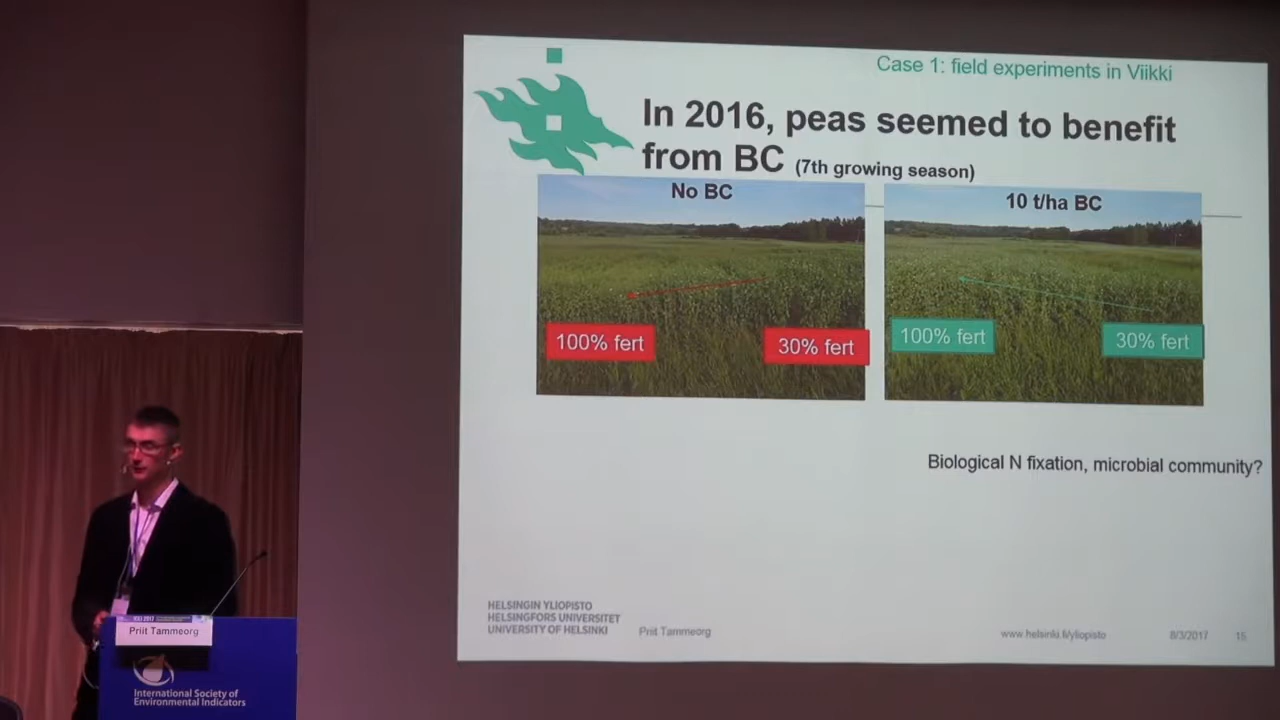 Case 1: field experiments in Viikki
In 2016, peas seemed to benefit
from BC (7th growing season)
No BC
10 t/ha BC
100% fert
30% fert
100% fert
30% fert
Biological N fixation, microbial community?
HELSINGIN YLIOPISTO
HELSINGFORS UNIVERSITET
UNIVERSITY OF HELSINKI
Priit Tammeorg
www.helsinki.fi/yliopisto
8/3/2017
15
ICEI 2017
Priit Tammeorg
International Society of
Environmental Indicators